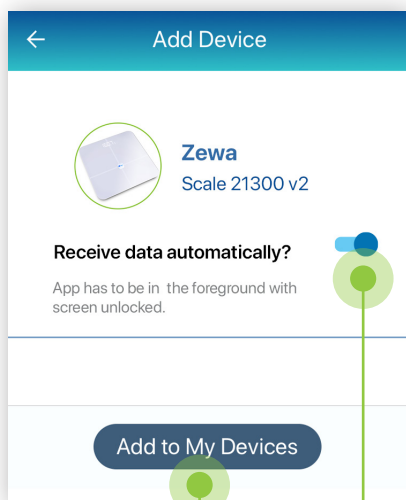 Add Device
Zewa
Scale 21300 v2
Receive data automatically?
App has to be in the foreground with
screen unlocked.
Add to My Devices